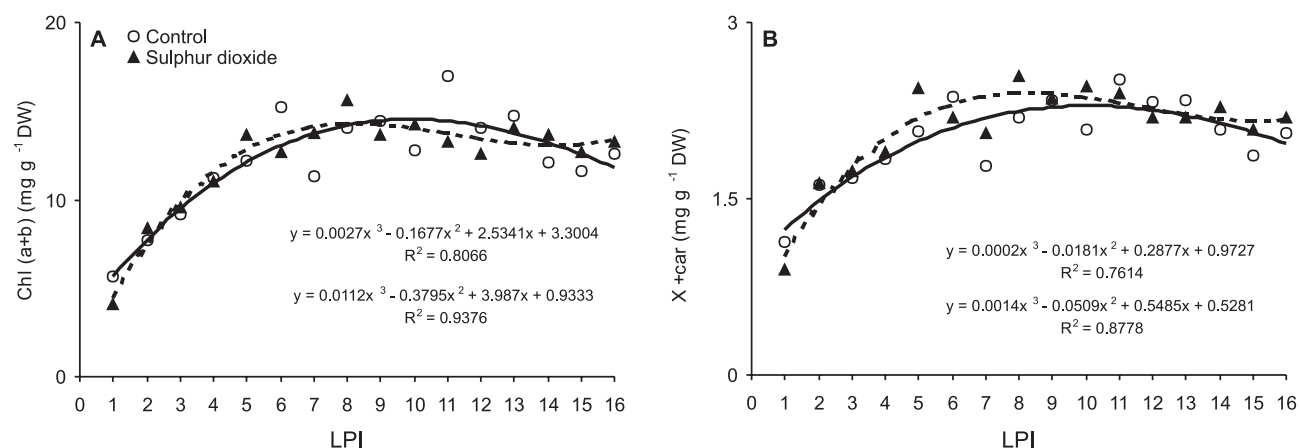 A
Control
Sulphur dioxide
Chl (a+b) (mg g⁻¹ DW)
20
10
0
y = 0.0027x³ - 0.1677x² + 2.5341x + 3.3004
R² = 0.8066
y = 0.0112x³ - 0.3795x² + 3.987x + 0.9333
R² = 0.9376
0 1 2 3 4 5 6 7 8 9 10 11 12 13 14 15 16
LPI
B
X +car (mg g⁻¹ DW)
3
1.5
0
y = 0.0002x³ - 0.0181x² + 0.2877x + 0.9727
R² = 0.7614
y = 0.0014x³ - 0.0509x² + 0.5485x + 0.5281
R² = 0.8778
0 1 2 3 4 5 6 7 8 9 10 11 12 13 14 15 16
LPI